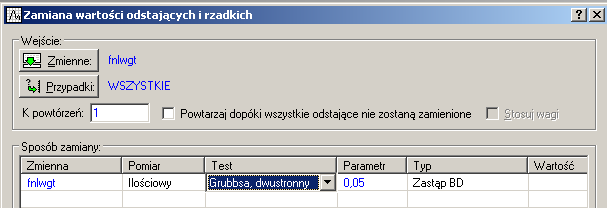 Zamiana wartości odstających i rzadkich
Wejście:
Zmienne: fnlwgt
Przypadki: WSZYSTKIE
K powtórzeń: 1 Powtarzaj dopóki wszystkie odstające nie zostaną zamienione Stosuj wagi
Sposób zamiany:
Zmienna Pomiar Test Parametr Typ Wartość
fnlwgt Ilościowy Grubbsa, dwustronny 0,05 Zastąp BD